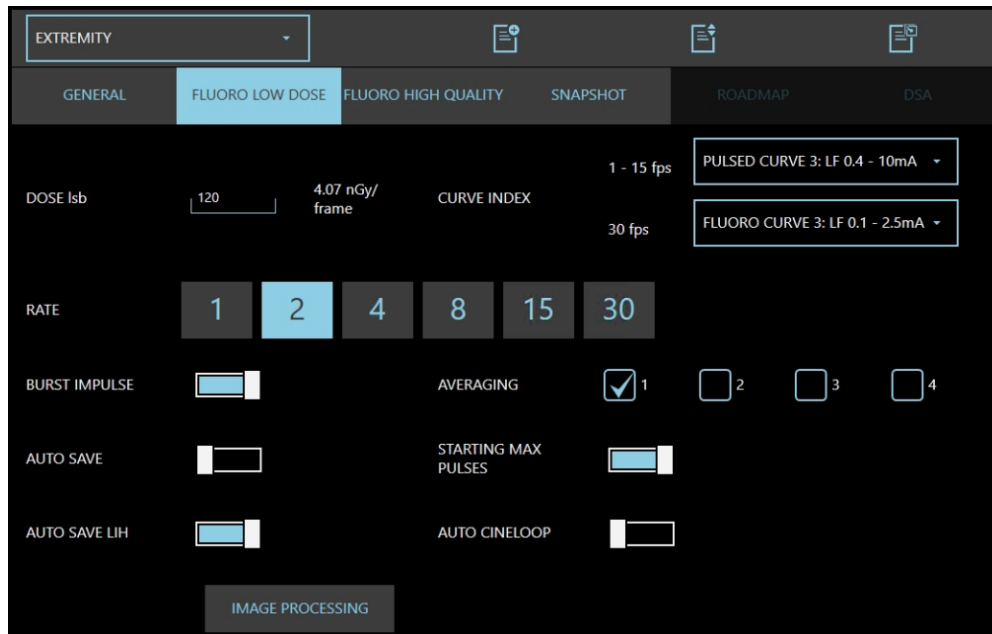 EXTREMITY
GENERAL
FLUORO LOW DOSE
FLUORO HIGH QUALITY
SNAPSHOT
ROADMAP
DSA
DOSE lsb
120
4.07 nGy/
frame
CURVE INDEX
1 - 15 fps
PULSED CURVE 3: LF 0.4 - 10mA
30 fps
FLUORO CURVE 3: LF 0.1 - 2.5mA
RATE
1
2
4
8
15
30
BURST IMPULSE
AVERAGING
1
2
3
4
AUTO SAVE
STARTING MAX
PULSES
AUTO SAVE LIH
AUTO CINELOOP
IMAGE PROCESSING